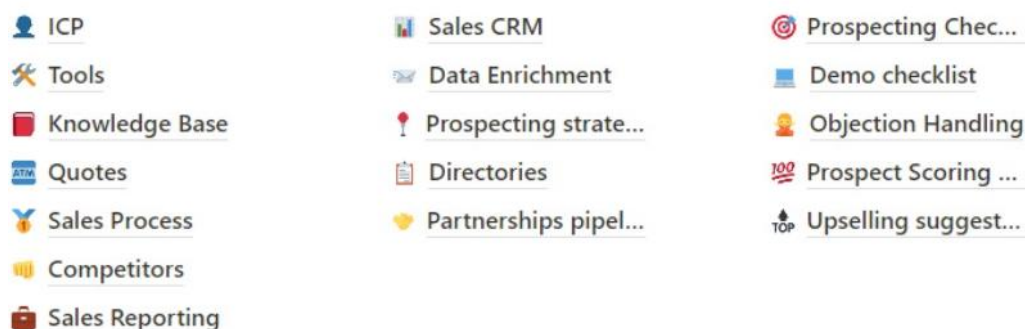 ICP
Tools
Knowledge Base
Quotes
Sales Process
Competitors
Sales Reporting
Sales CRM
Data Enrichment
Prospecting strate...
Directories
Partnerships pipel...
Prospecting Chec...
Demo checklist
Objection Handling
Prospect Scoring ...
Upselling suggest...